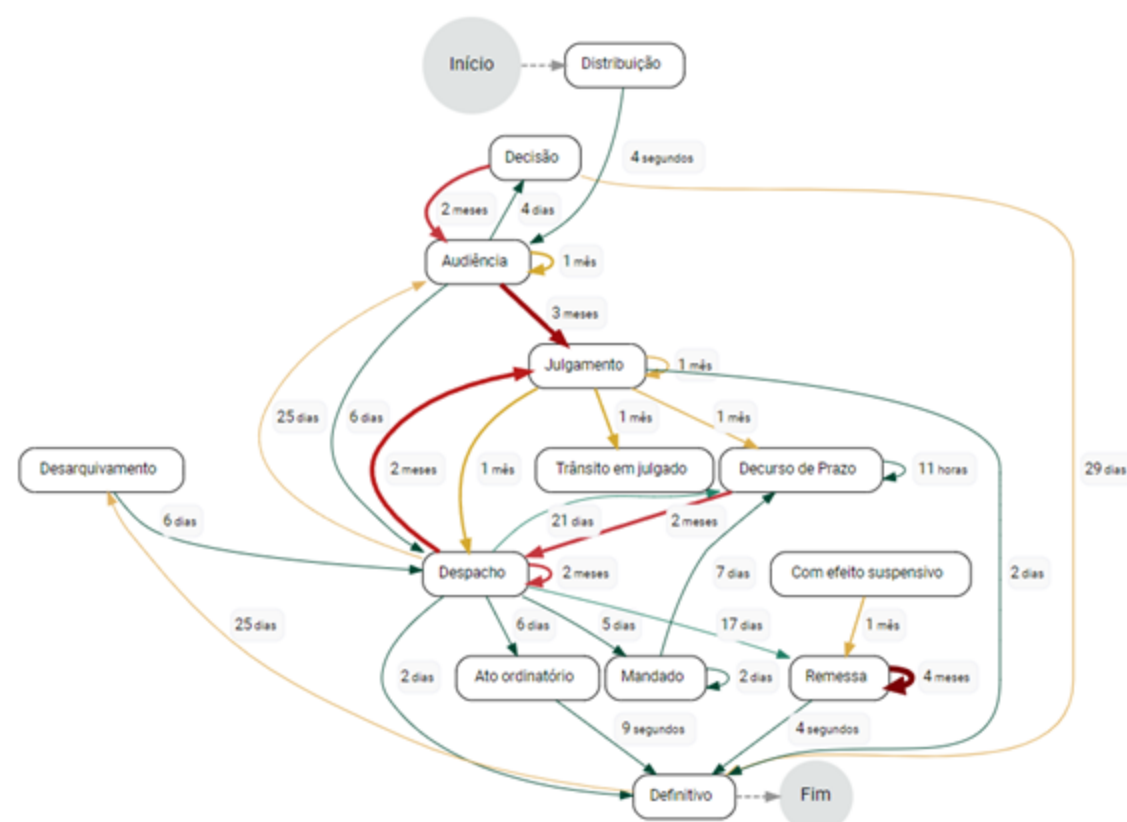 Início
Distribuição
Decisão
4 segundos
2 meses
4 dias
Audiência
1 mês
3 meses
Julgamento
1 mês
25 dias
6 dias
1 mês
1 mês
Desarquivamento
2 meses
1 mês
Trânsito em julgado
Decurso de Prazo
11 horas
29 dias
6 dias
21 dias
2 meses
Despacho
2 meses
7 dias
Com efeito suspensivo
2 dias
25 dias
6 dias
5 dias
17 dias
1 mês
2 dias
Ato ordinatório
Mandado
2 dias
Remessa
4 meses
9 segundos
4 segundos
Definitivo
Fim